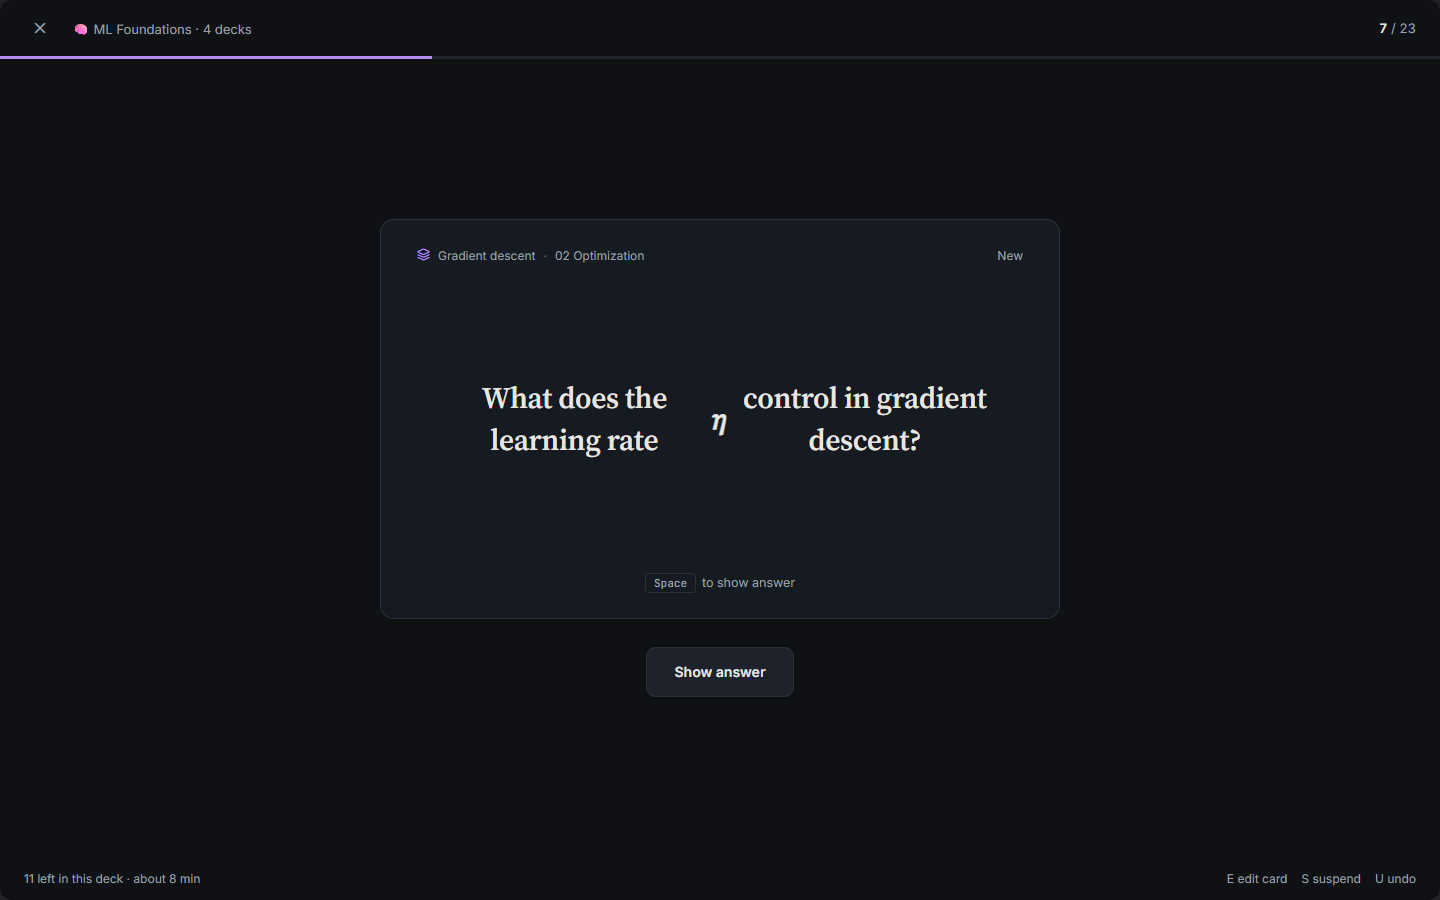 ML Foundations · 4 decks
7 / 23
Gradient descent · 02 Optimization
New
What does the learning rate η control in gradient descent?
Space to show answer
Show answer
11 left in this deck · about 8 min
E edit card S suspend U undo